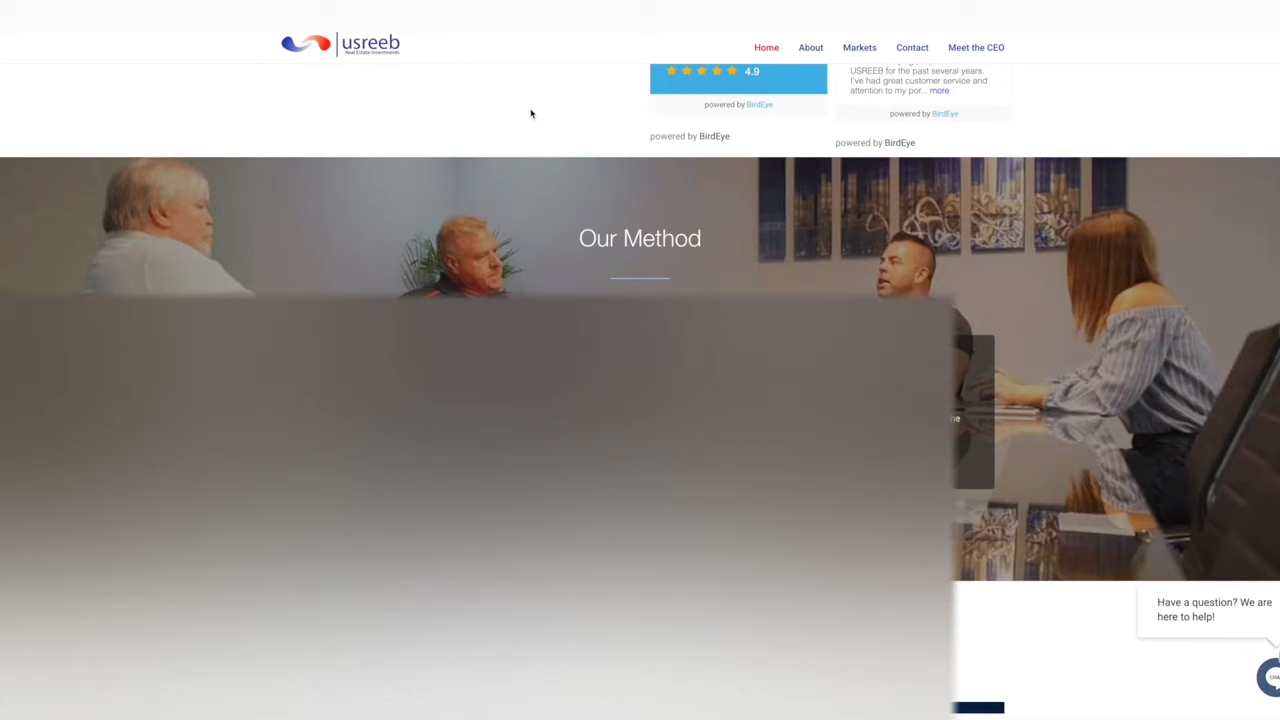 usreeb
Real Estate Investments
Home
About
Markets
Contact
Meet the CEO
4.9
powered by BirdEye
powered by BirdEye
USREEB for the past several years.
I've had great customer service and
attention to my por... more
powered by BirdEye
powered by BirdEye
Our Method
Have a question? We are
here to help!